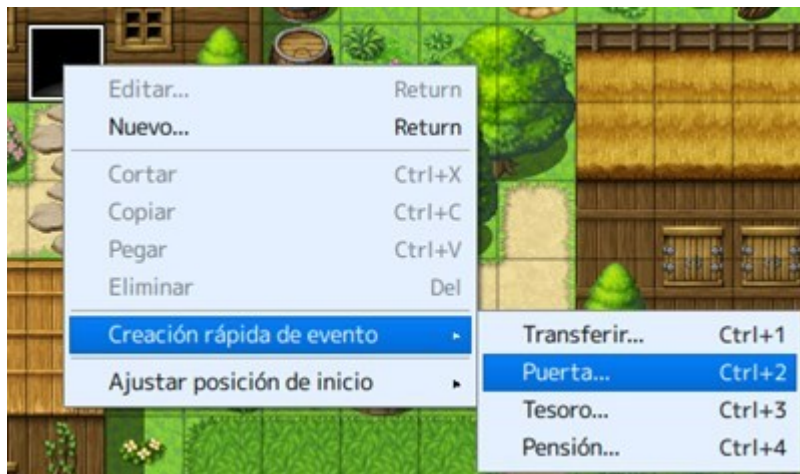 Editar... Return
Nuevo... Return
Cortar Ctrl+X
Copiar Ctrl+C
Pegar Ctrl+V
Eliminar Del
Creación rápida de evento
Ajustar posición de inicio
Transferir... Ctrl+1
Puerta... Ctrl+2
Tesoro... Ctrl+3
Pensión... Ctrl+4